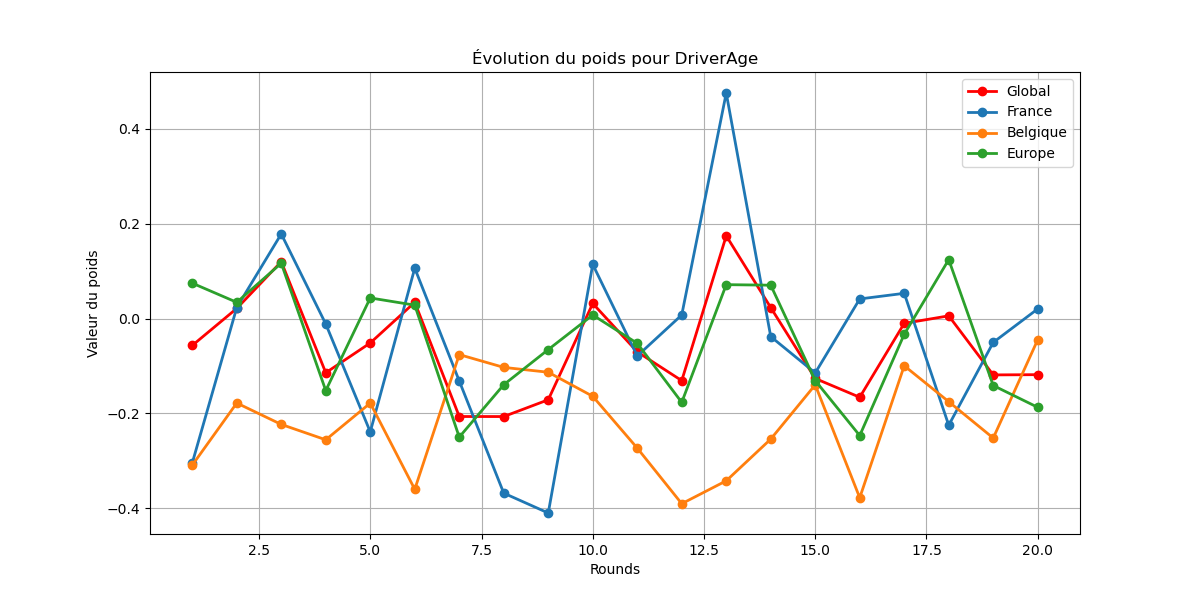 Évolution du poids pour DriverAge
Global
France
Belgique
Europe
Valeur du poids
0.4
0.2
0.0
−0.2
−0.4
2.5 5.0 7.5 10.0 12.5 15.0 17.5 20.0
Rounds